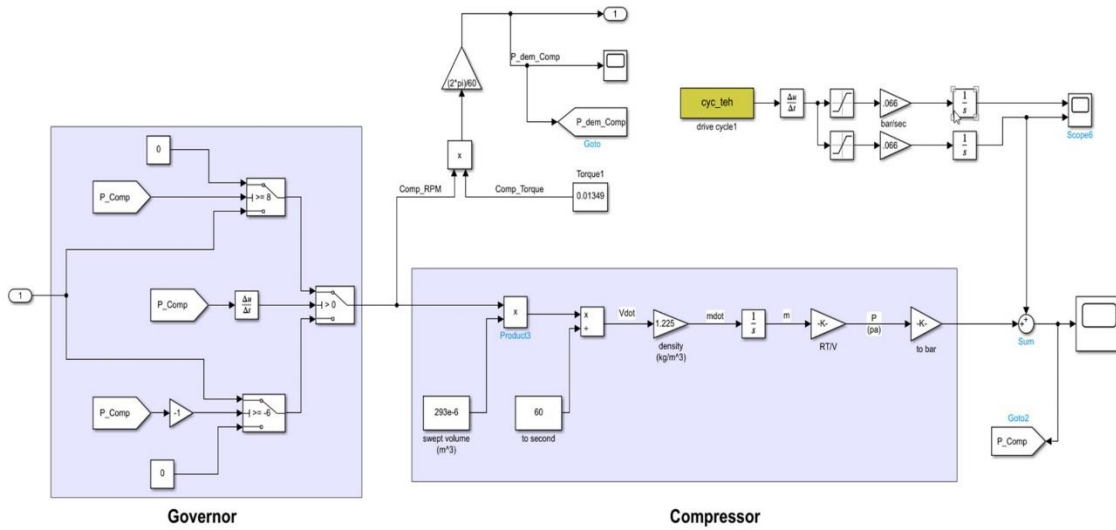 1
P_dem_Comp
(2*pi)/60
P_dem_Comp
Goto
cyc_teh
drive cycle1
Δu
Δt
.066
bar/sec
1
s
Scope6
.066
1
s
0
P_Comp
>= 8
x
Comp_RPM
Comp_Torque
Torque1
0.01349
1
P_Comp
Δu
Δt
> 0
x
Product3
x
÷
Vdot
1.225
density
(kg/m^3)
mdot
1
s
m
-K-
RT/V
P
(pa)
-K-
to bar
+
+
Sum
P_Comp
-1
>= -6
0
293e-6
swept volume
(m^3)
60
to second
Goto2
P_Comp
Governor
Compressor